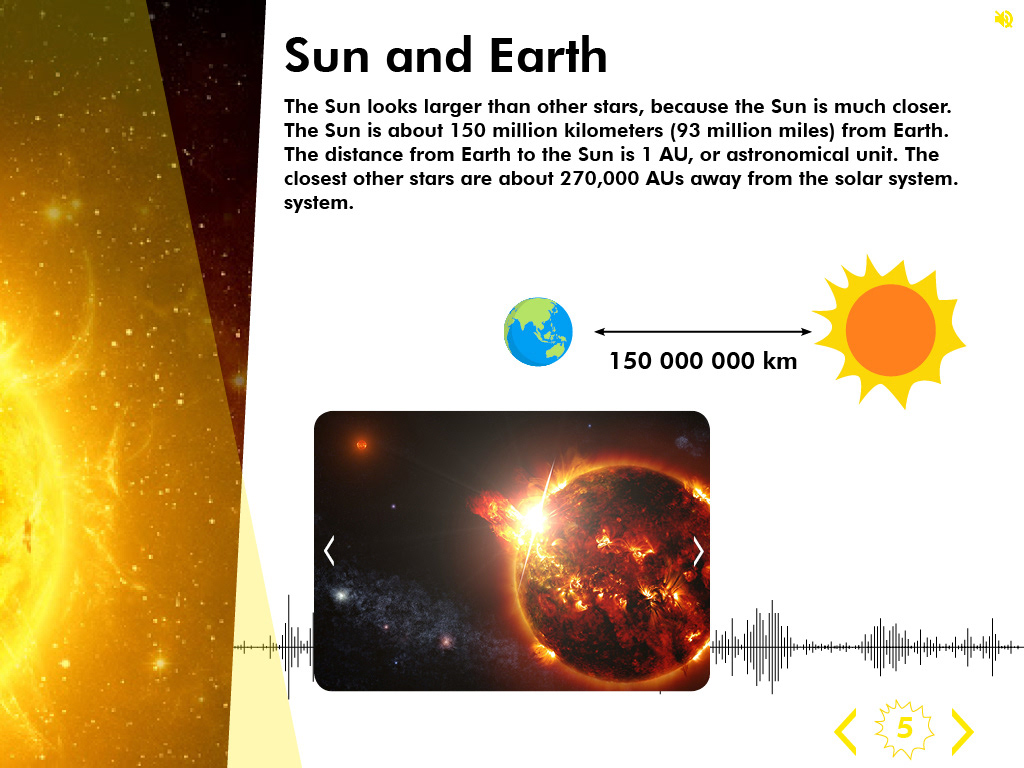 Sun and Earth
The Sun looks larger than other stars, because the Sun is much closer.
The Sun is about 150 million kilometers (93 million miles) from Earth.
The distance from Earth to the Sun is 1 AU, or astronomical unit. The
closest other stars are about 270,000 AUs away from the solar system.
system.
150 000 000 km
5